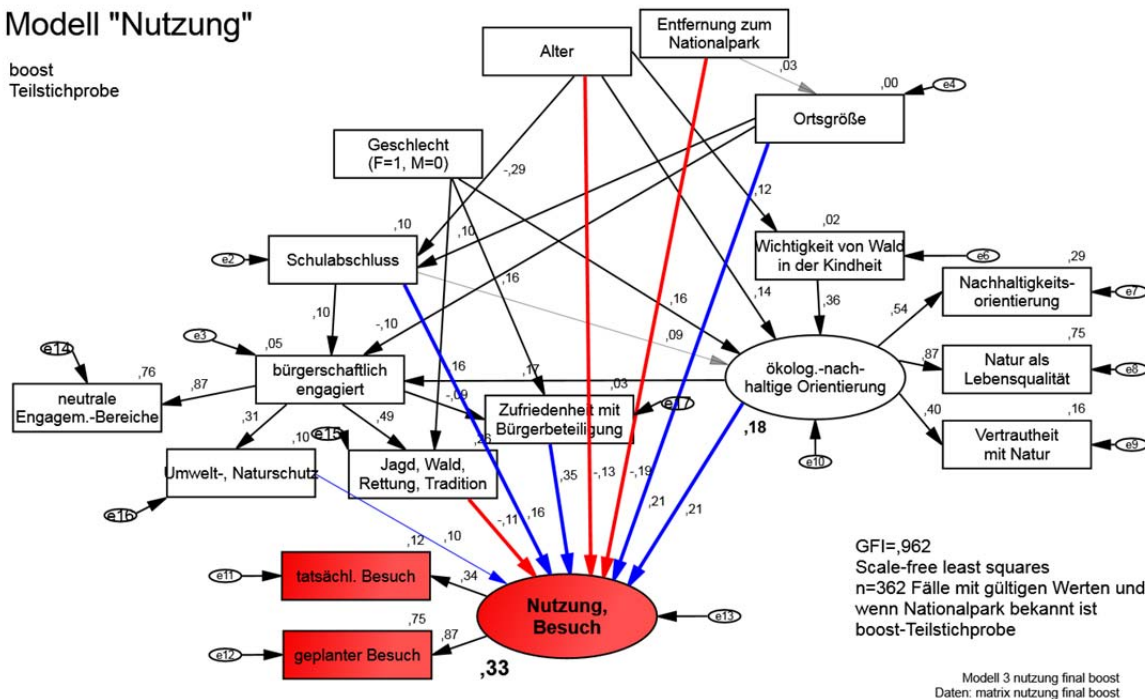 Modell "Nutzung"
boost
Teilstichprobe
Entfernung zum
Nationalpark
Alter
,03
,00
e4
Ortsgröße
Geschlecht
(F=1, M=0)
-,29
,12
,10
,10
,02
e2
Schulabschluss
Wichtigkeit von Wald
in der Kindheit
e6
,16
,29
Nachhaltigkeits-
orientierung
e7
,10
-,10
,16
,14
,36
,54
e3
,05
,09
,75
e14
bürgerschaftlich
engagiert
ökolog.-nach-
haltige Orientierung
,87
Natur als
Lebensqualität
e8
,76
,87
,16
,17
,03
neutrale
Engagem.-Bereiche
-,09
e17
Zufriedenheit mit
Bürgerbeteiligung
,31
,49
,40
,16
,18
e15
,26
,10
Vertrautheit
mit Natur
e9
e10
Umwelt-, Naturschutz
Jagd, Wald,
Rettung, Tradition
,35
-,13
-,19
e16
-,11
,16
,21
,21
,10
,12
GFI=,962
Scale-free least squares
n=362 Fälle mit gültigen Werten und
wenn Nationalpark bekannt ist
boost-Teilstichprobe
e11
tatsächl. Besuch
,34
Nutzung,
Besuch
e13
,75
e12
geplanter Besuch
,87
,33
Modell 3 nutzung final boost
Daten: matrix nutzung final boost